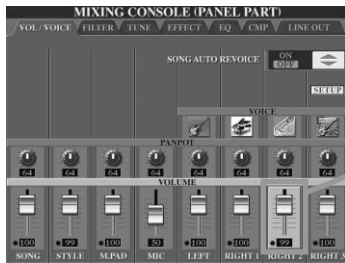 MIXING CONSOLE (PANEL PART)
VOL / VOICE FILTER TUNE EFFECT EQ CMP LINE OUT
SONG AUTO REVOICE ON
OFF
SETUP
VOICE
PANPOT
64 64 64 64 64 64 64 64
VOLUME
100 99 100 50 100 100 99 100
SONG STYLE M.PAD MIC LEFT RIGHT 1 RIGHT 2 RIGHT 3